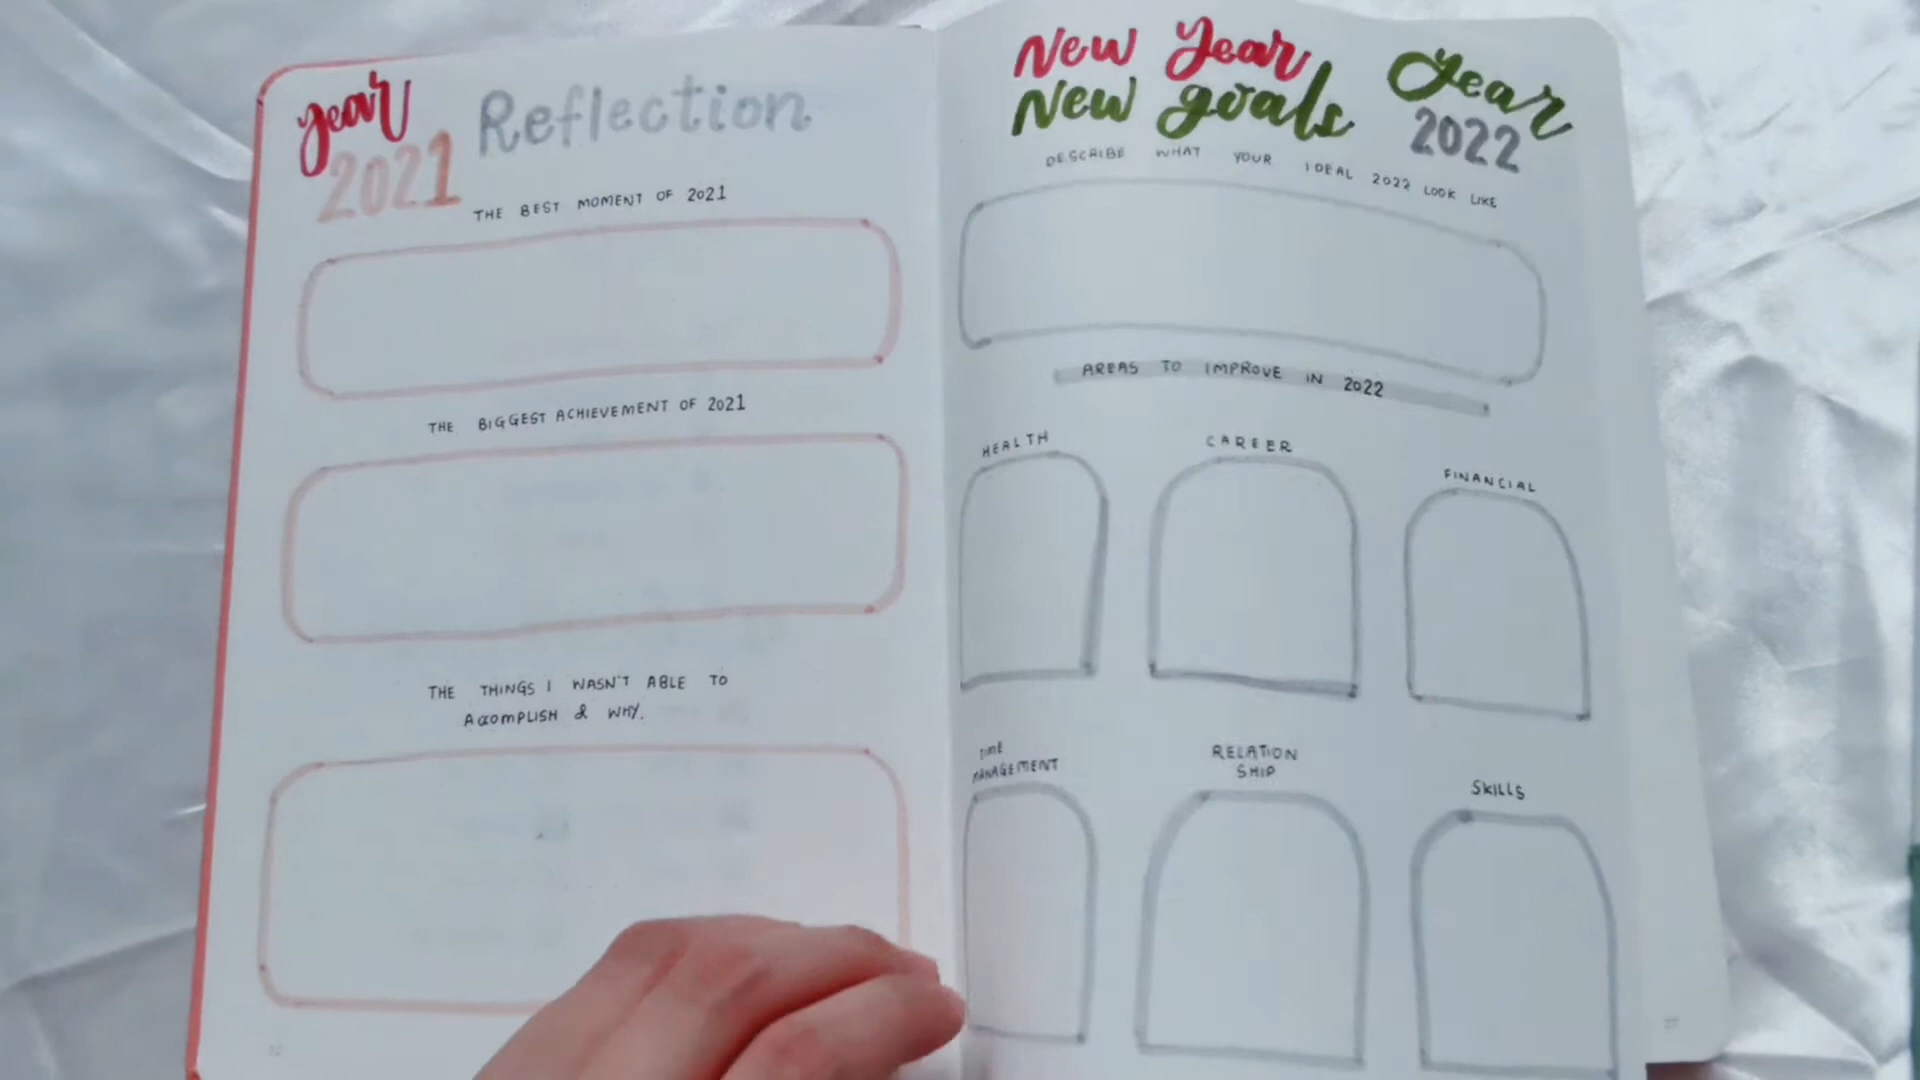 year
2021
Reflection
THE BEST MOMENT OF 2021
THE BIGGEST ACHIEVEMENT OF 2021
THE THINGS I WASN'T ABLE TO
ACCOMPLISH & WHY.
New Year
New goals
Year
2022
DESCRIBE WHAT YOUR IDEAL 2022 LOOK LIKE
AREAS TO IMPROVE IN 2022
HEALTH
CAREER
FINANCIAL
TIME
MANAGEMENT
RELATION
SHIP
SKILLS